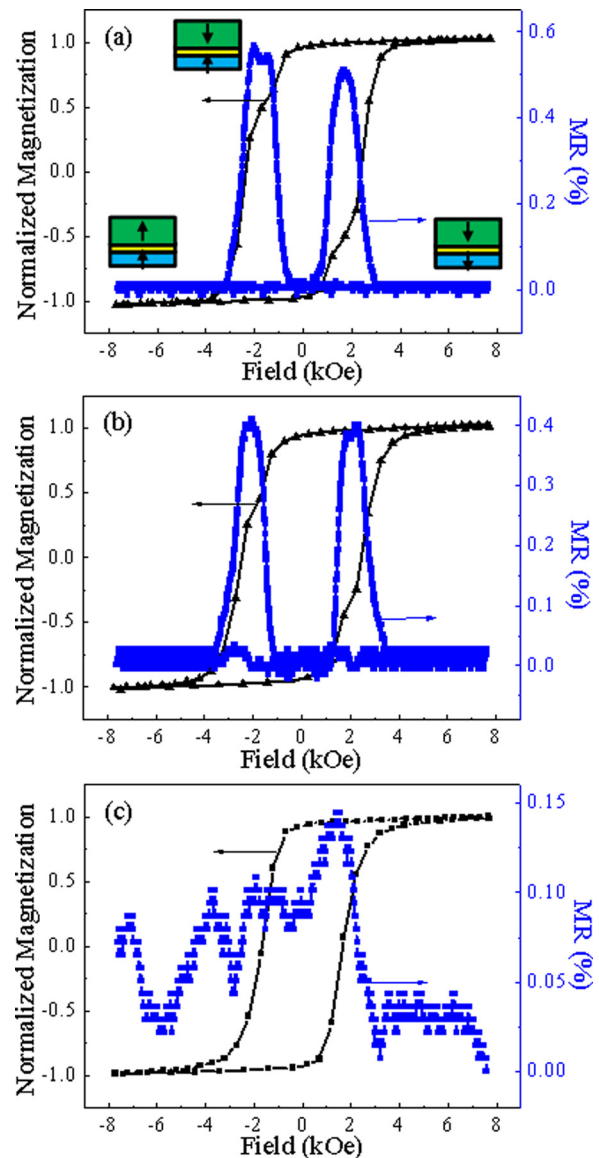 (a)
Normalized Magnetization
1.0
0.5
0.0
-0.5
-1.0
0.6
0.4
0.2
0.0
MR (%)
-8 -6 -4 -2 0 2 4 6 8
Field (kOe)
(b)
Normalized Magnetization
1.0
0.5
0.0
-0.5
-1.0
0.4
0.3
0.2
0.1
0.0
MR (%)
-8 -6 -4 -2 0 2 4 6 8
Field (kOe)
(c)
Normalized Magnetization
1.0
0.5
0.0
-0.5
-1.0
0.15
0.10
0.05
0.00
MR (%)
-8 -6 -4 -2 0 2 4 6 8
Field (kOe)